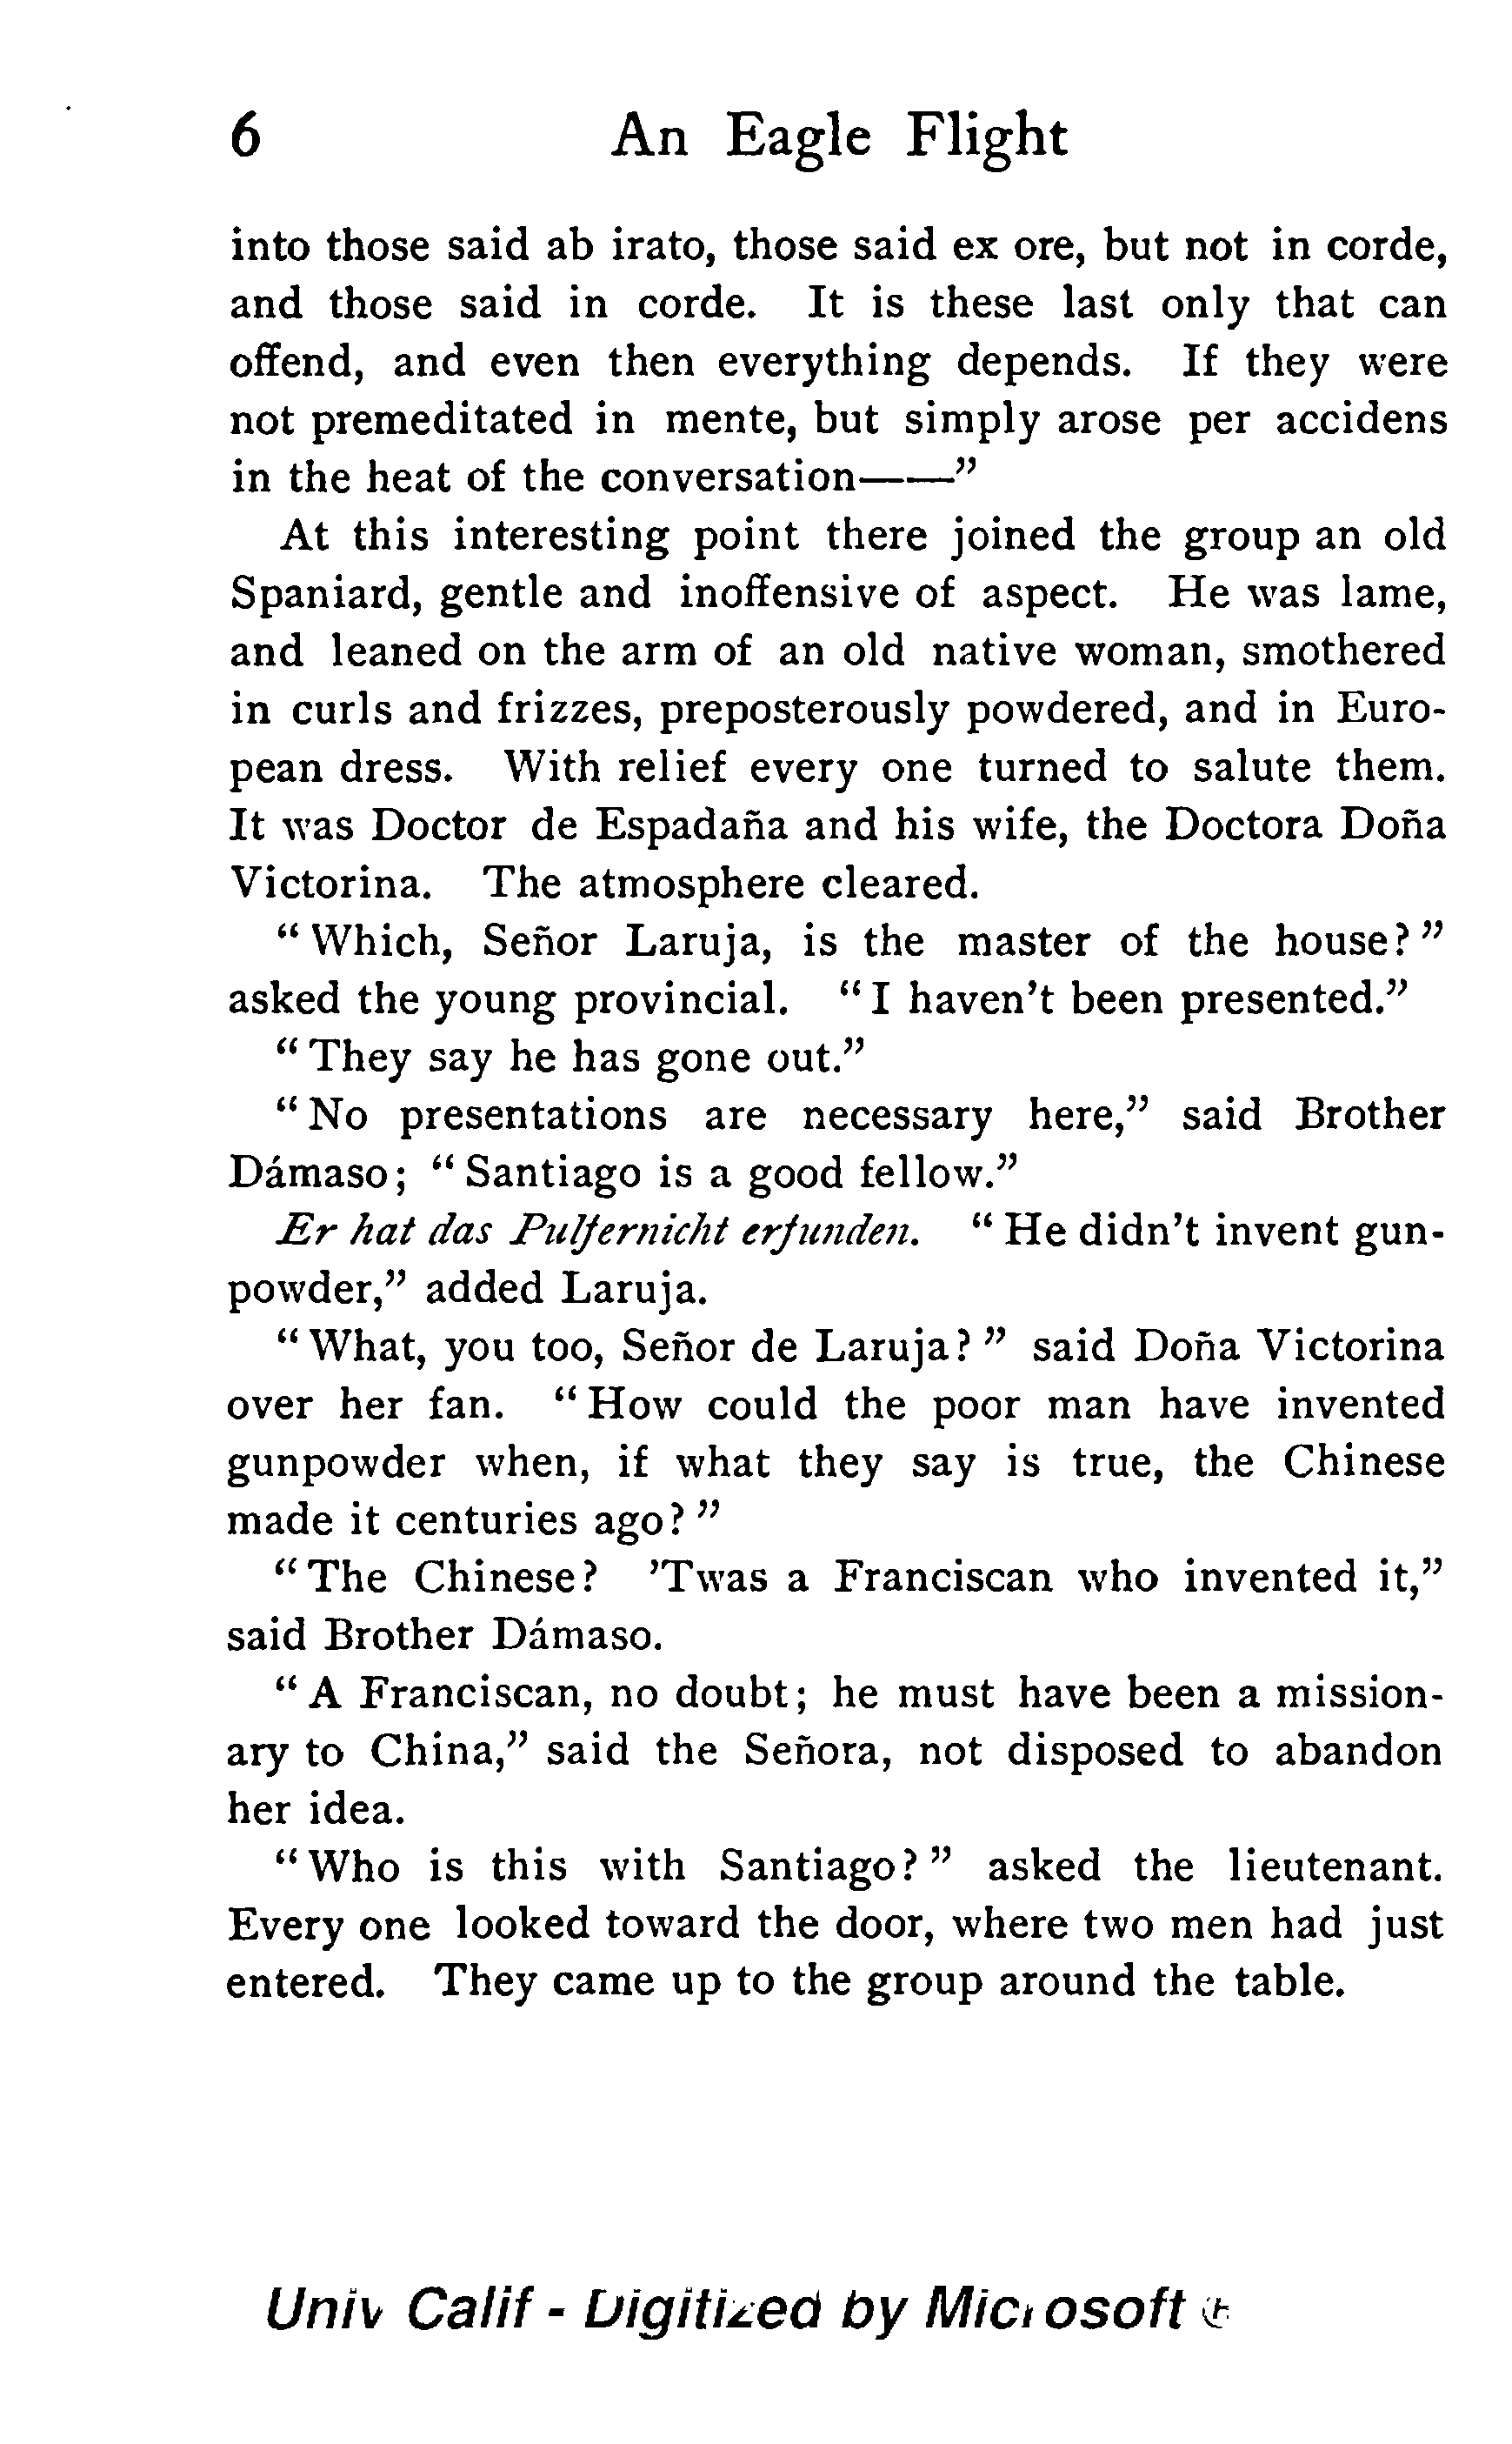 6 An Eagle Flight
into those said ab irato, those said ex ore, but not in corde,
and those said in corde. It is these last only that can
offend, and even then everything depends. If they were
not premeditated in mente, but simply arose per accidens
in the heat of the conversation——”
At this interesting point there joined the group an old
Spaniard, gentle and inoffensive of aspect. He was lame,
and leaned on the arm of an old native woman, smothered
in curls and frizzes, preposterously powdered, and in Euro-
pean dress. With relief every one turned to salute them.
It was Doctor de Espadaña and his wife, the Doctora Doña
Victorina. The atmosphere cleared.
“Which, Señor Laruja, is the master of the house?”
asked the young provincial. “I haven’t been presented.”
“They say he has gone out.”
“No presentations are necessary here,” said Brother
Dámaso; “Santiago is a good fellow.”
Er hat das Pulfernicht erfunden. “He didn’t invent gun-
powder,” added Laruja.
“What, you too, Señor de Laruja?” said Doña Victorina
over her fan. “How could the poor man have invented
gunpowder when, if what they say is true, the Chinese
made it centuries ago?”
“The Chinese? ’Twas a Franciscan who invented it,”
said Brother Dámaso.
“A Franciscan, no doubt; he must have been a mission-
ary to China,” said the Señora, not disposed to abandon
her idea.
“Who is this with Santiago?” asked the lieutenant.
Every one looked toward the door, where two men had just
entered. They came up to the group around the table.
Univ Calif - Digitized by Microsoft ®